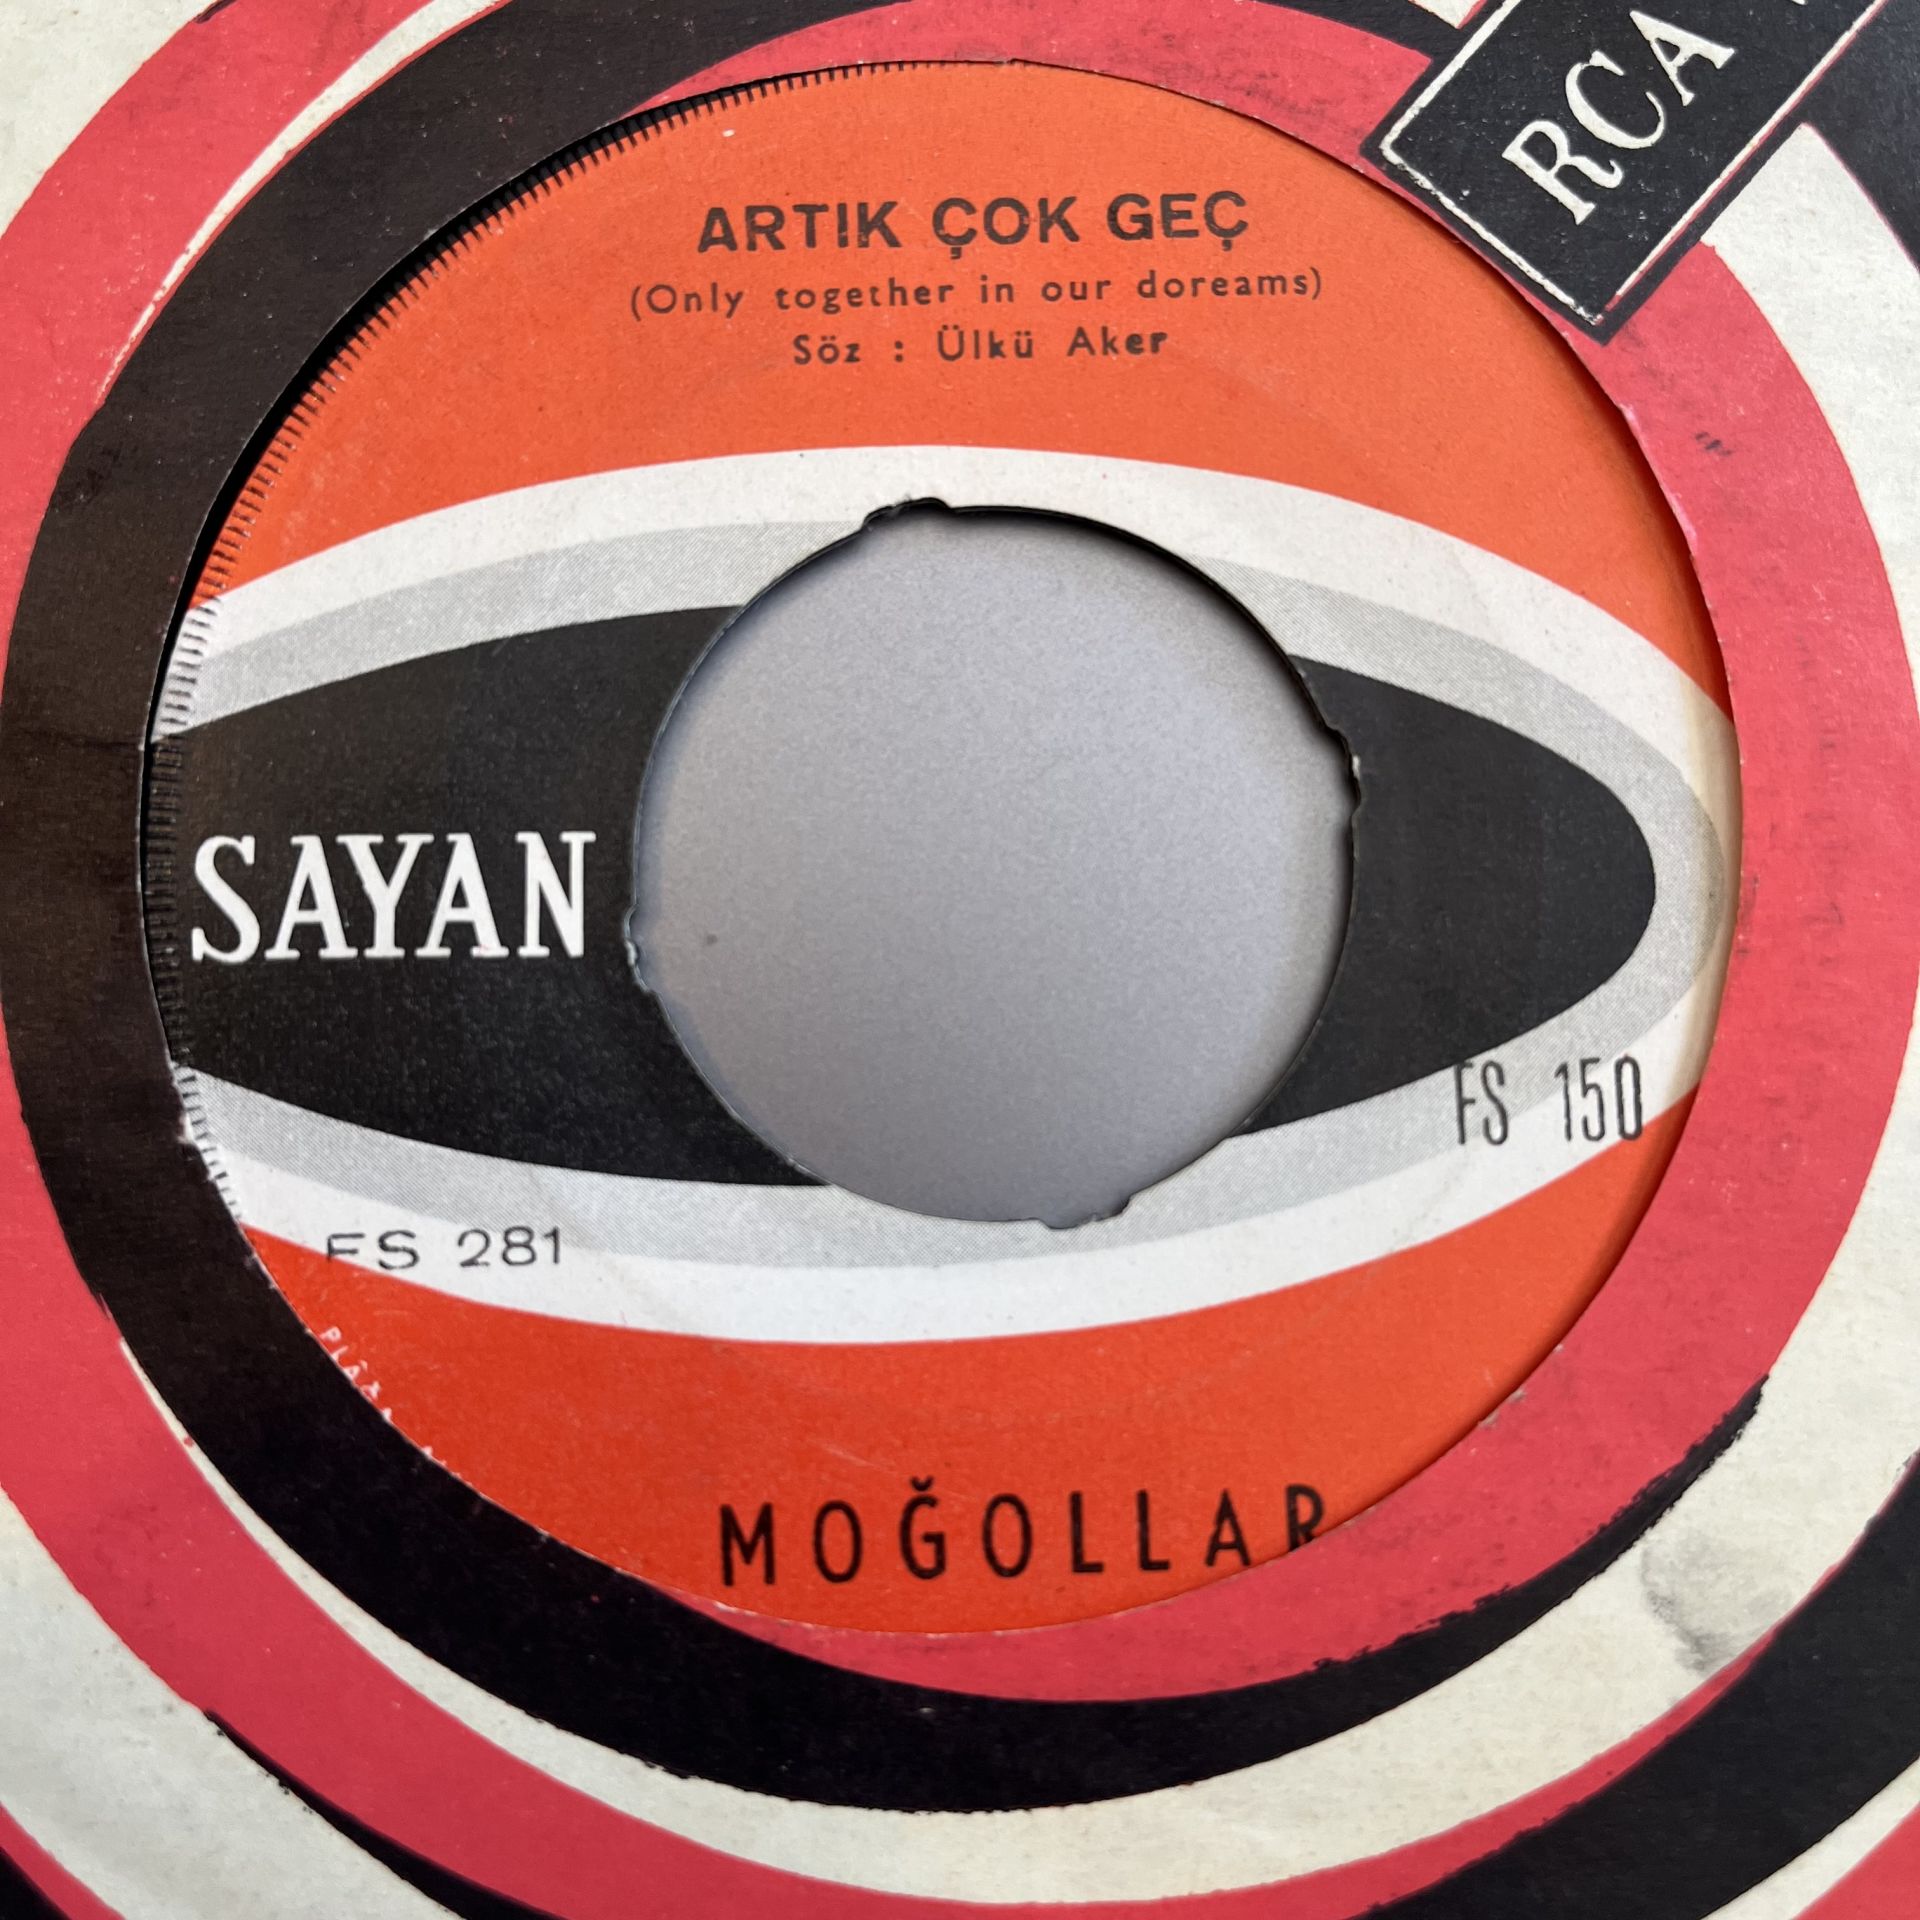 RCA
ARTIK ÇOK GEÇ
(Only together in our doreams)
Söz : Ülkü Aker
SAYAN
FS 150
FS 281
MOĞOLLAR